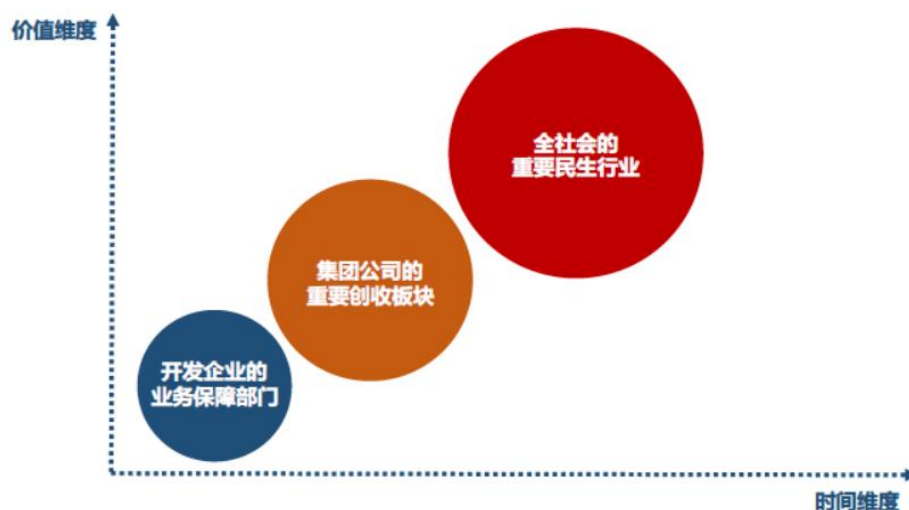 价值维度
全社会的
重要民生行业
集团公司的
重要创收板块
开发企业的
业务保障部门
时间维度